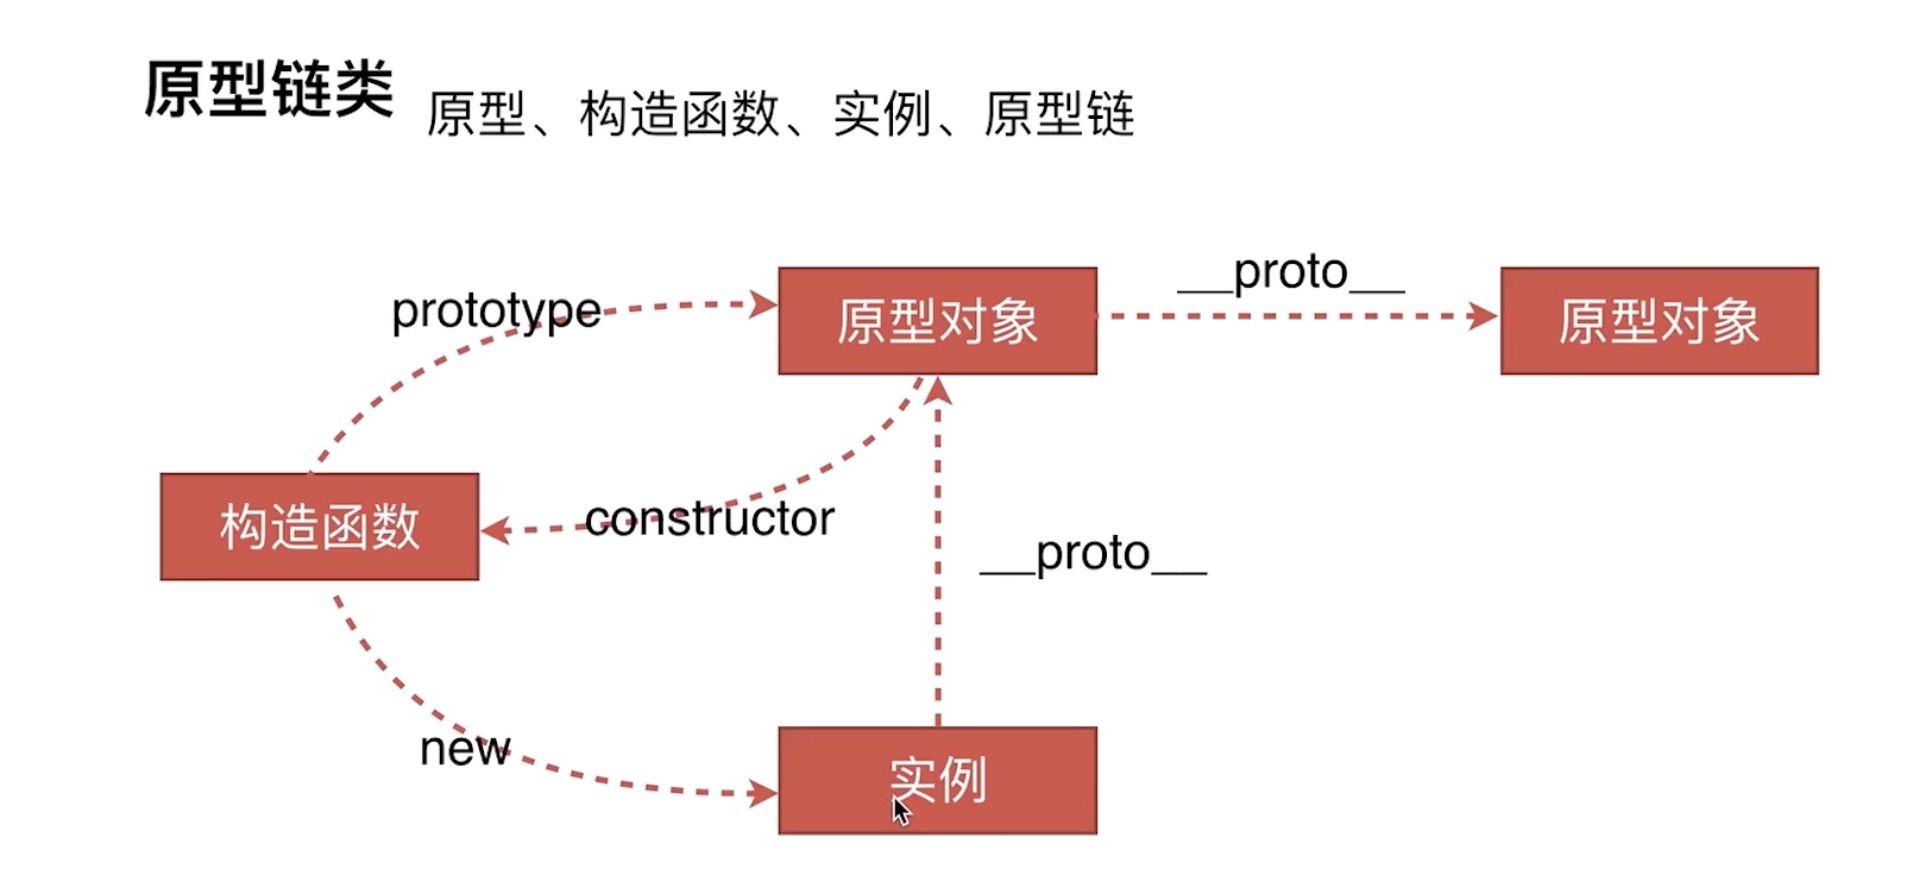 原型链类 原型、构造函数、实例、原型链
__proto__
prototype
原型对象
原型对象
构造函数
constructor
__proto__
new
实例